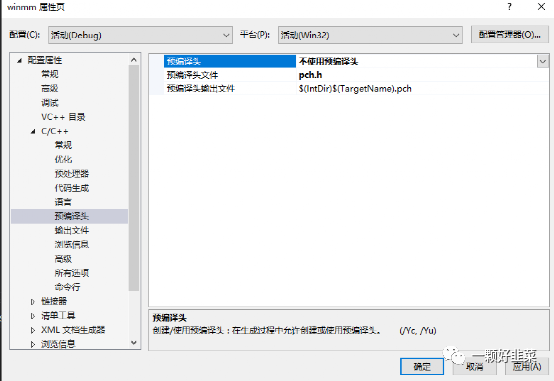 winmm 属性页
配置(C): 活动(Debug) 平台(P): 活动(Win32) 配置管理器(O)...
配置属性
常规
高级
调试
VC++ 目录
C/C++
常规
优化
预处理器
代码生成
语言
预编译头
输出文件
浏览信息
高级
所有选项
命令行
链接器
清单工具
XML 文档生成器
浏览信息
预编译头 不使用预编译头
预编译头文件 pch.h
预编译头输出文件 $(IntDir)$(TargetName).pch
预编译头
创建/使用预编译头：在生成过程中允许创建或使用预编译头。 (/Yc, /Yu)
确定 取消 应用(A)
一颗好韭菜